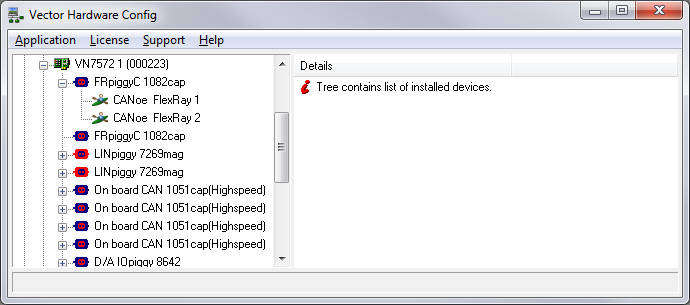 Vector Hardware Config
Application License Support Help
VN7572 1 (000223)
FRpiggyC 1082cap
CANoe FlexRay 1
CANoe FlexRay 2
FRpiggyC 1082cap
LINpiggy 7269mag
LINpiggy 7269mag
On board CAN 1051cap(Highspeed)
On board CAN 1051cap(Highspeed)
On board CAN 1051cap(Highspeed)
On board CAN 1051cap(Highspeed)
D/A IOpiggy 8642
Details
Tree contains list of installed devices.